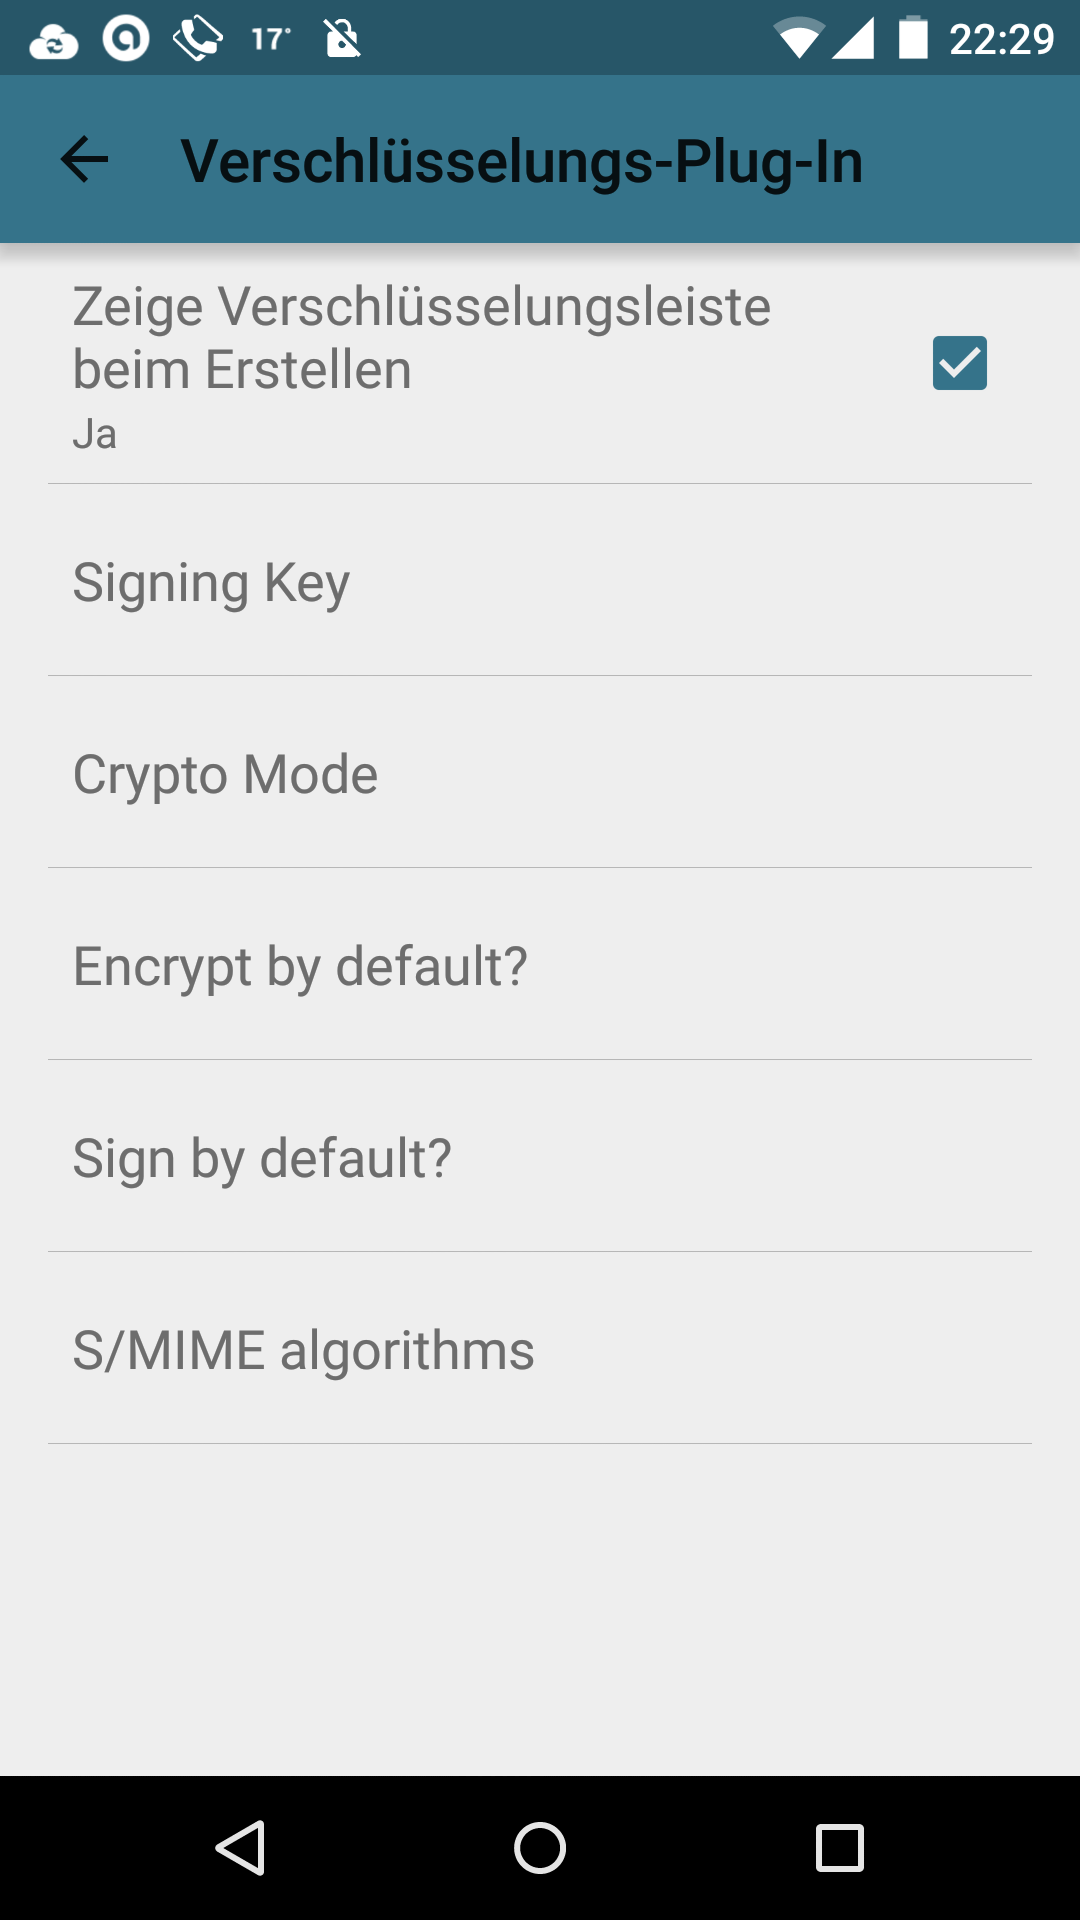 17°
22:29
Verschlüsselungs-Plug-In
Zeige Verschlüsselungsleiste
beim Erstellen
Ja
Signing Key
Crypto Mode
Encrypt by default?
Sign by default?
S/MIME algorithms